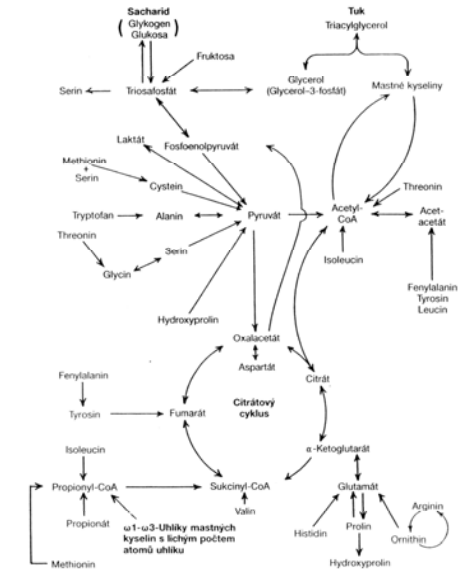 Sacharid
Tuk
( Glykogen
Glukosa )
Triacylglycerol
Fruktosa
Serin
Triosafosfát
Glycerol
(Glycerol–3-fosfát)
Mastné kyseliny
Laktát
Fosfoenolpyruvát
Methionin
+
Serin
Cystein
Threonin
Tryptofan
Alanin
Pyruvát
Acetyl-
CoA
Acet-
acetát
Threonin
Serin
Glycin
Isoleucin
Fenylalanin
Tyrosin
Leucin
Hydroxyprolin
Oxalacetát
Aspartát
Fenylalanin
Citrát
Tyrosin
Fumarát
Citrátový
cyklus
Isoleucin
α-Ketoglutarát
Propionyl-CoA
Sukcinyl-CoA
Glutamát
Valin
Arginin
Propionát
ω1-ω3-Uhlíky mastných
kyselin s lichým počtem
atomů uhlíku
Histidin
Prolin
Ornithin
Methionin
Hydroxyprolin